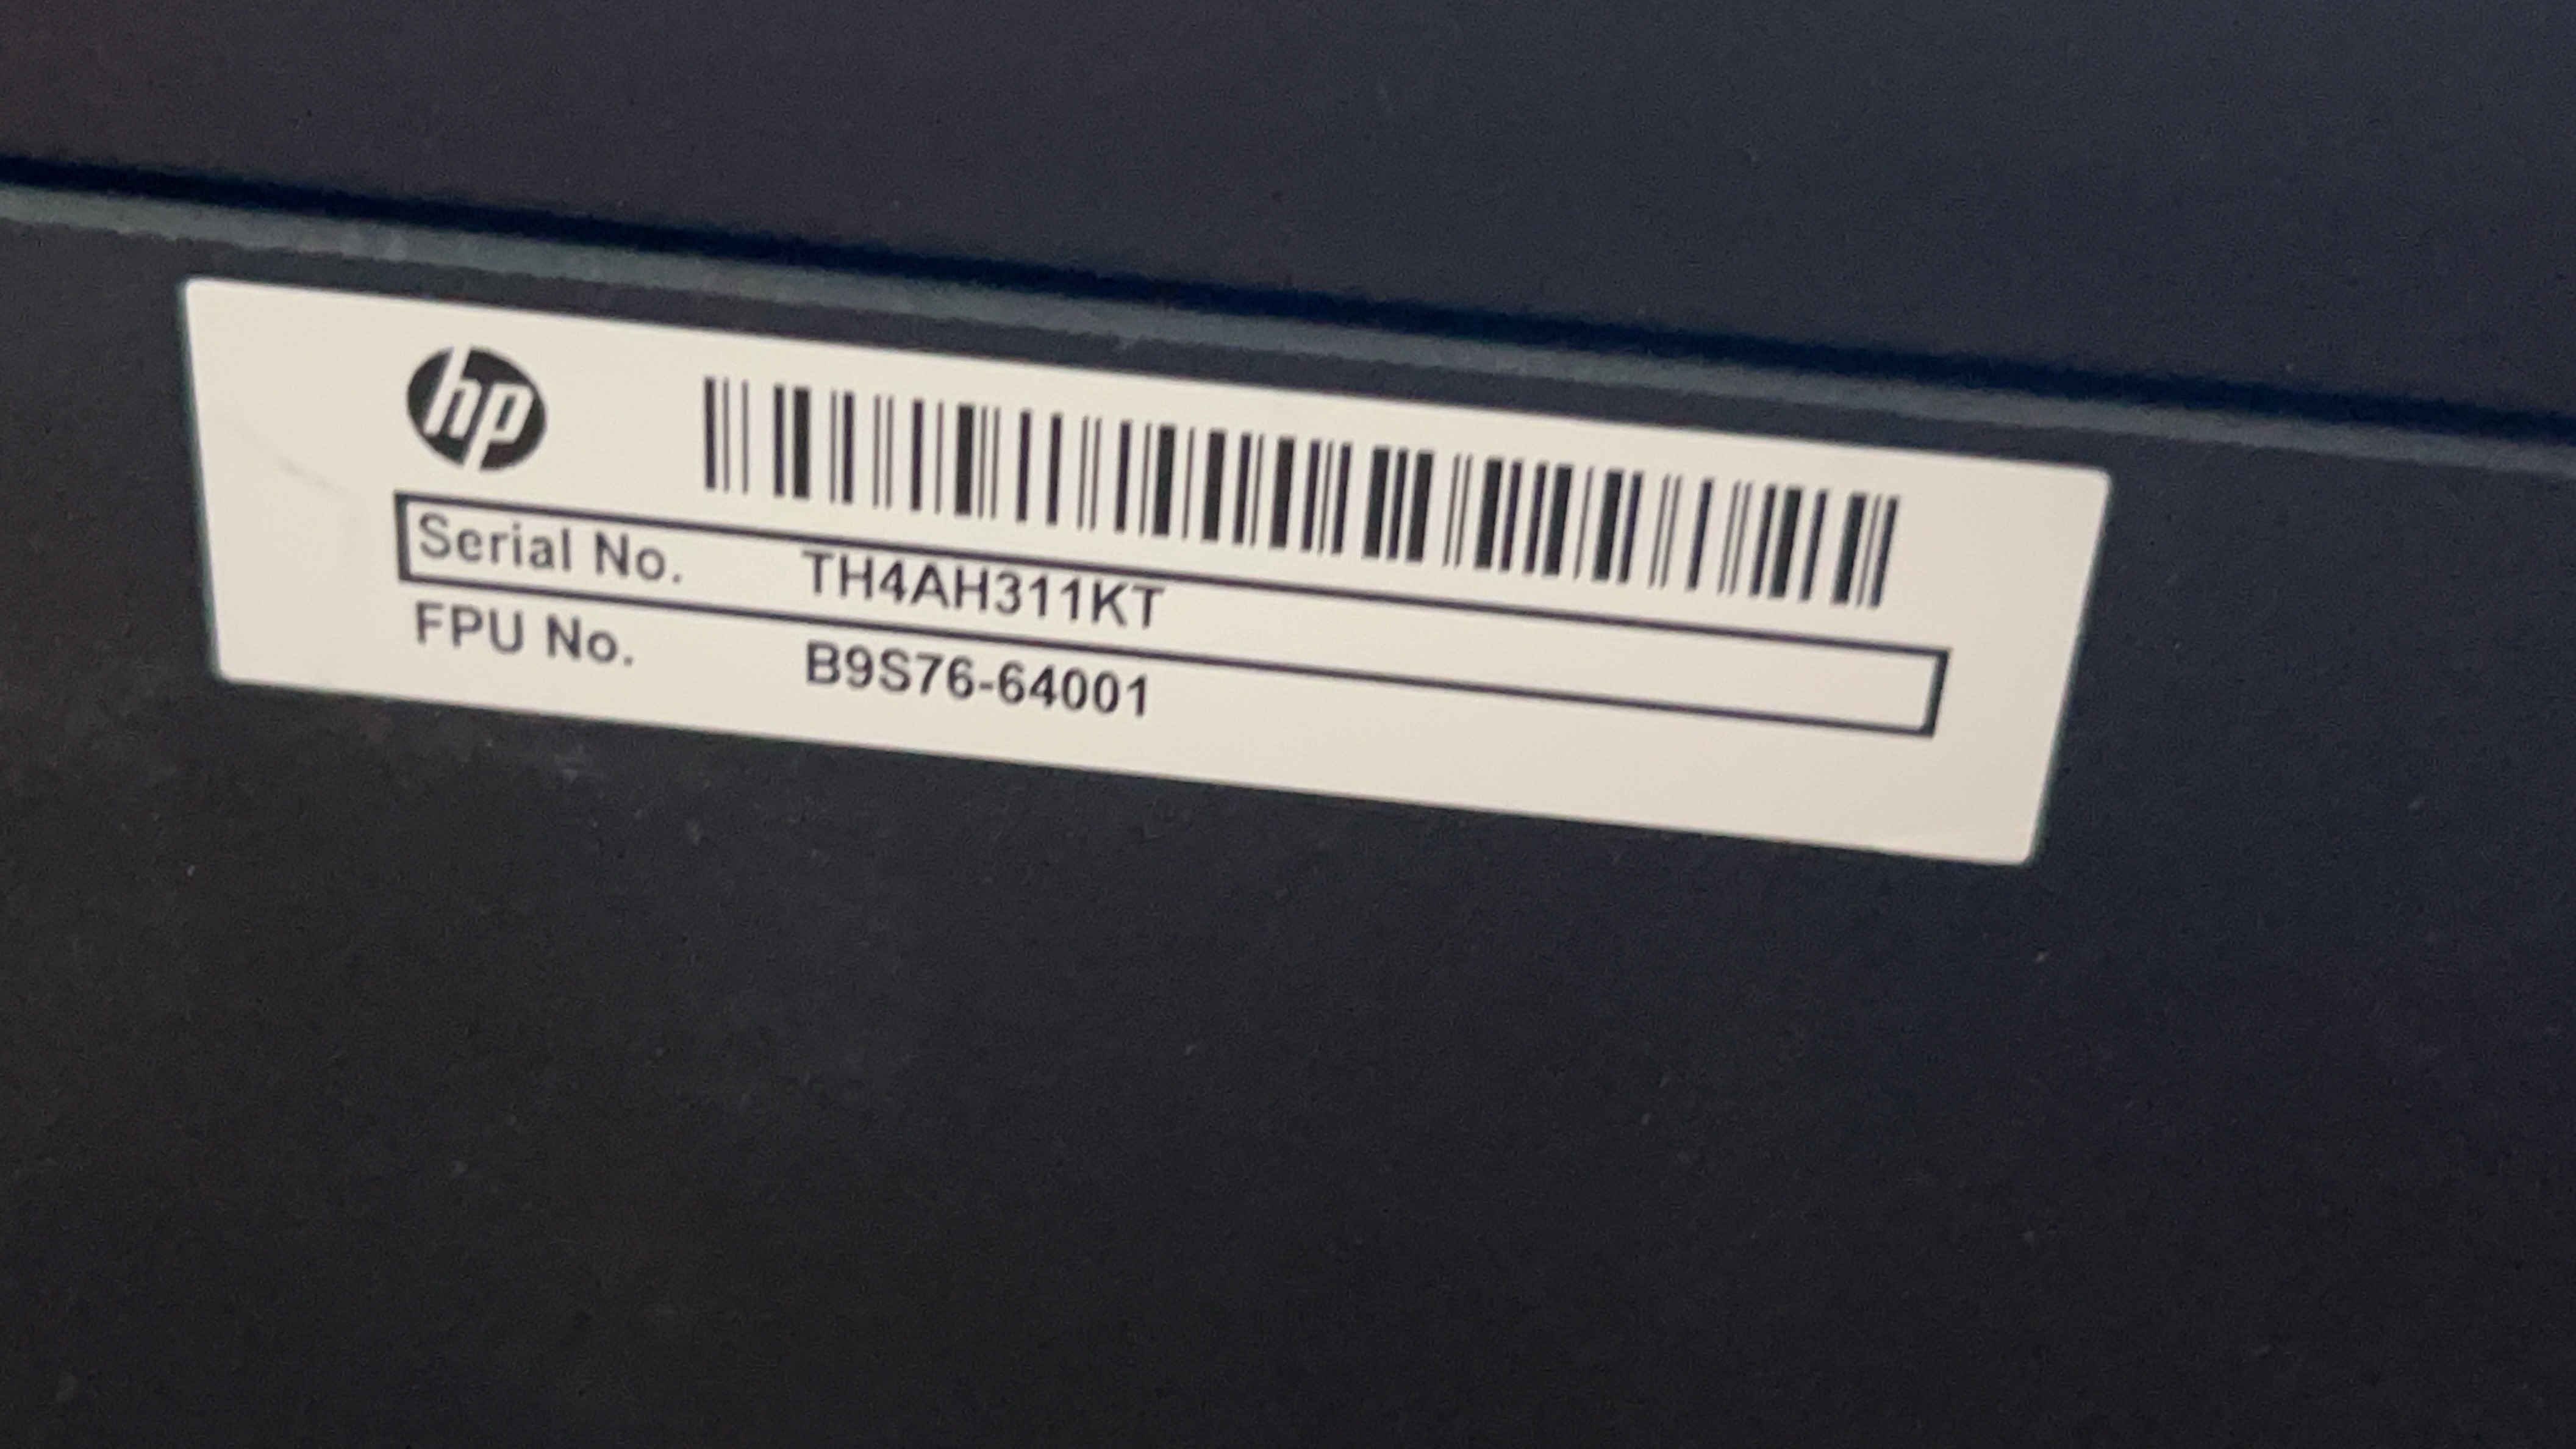 hp
Serial No. TH4AH311KT
FPU No. B9S76-64001